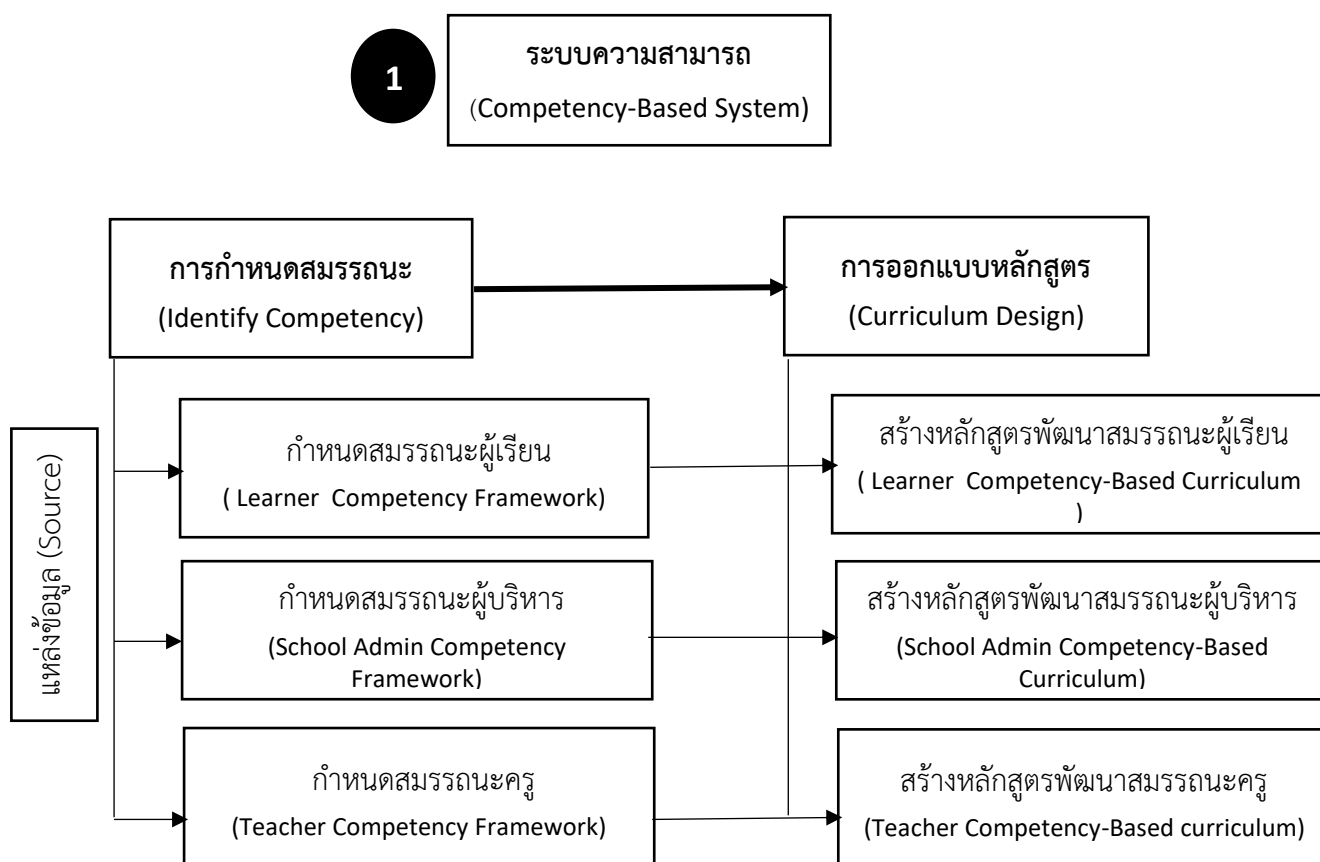 1
ระบบความสามารถ
(Competency-Based System)
การกำหนดสมรรถนะ
(Identify Competency)
การออกแบบหลักสูตร
(Curriculum Design)
แหล่งข้อมูล (Source)
กำหนดสมรรถนะผู้เรียน
( Learner Competency Framework)
สร้างหลักสูตรพัฒนาสมรรถนะผู้เรียน
( Learner Competency-Based Curriculum
)
กำหนดสมรรถนะผู้บริหาร
(School Admin Competency
Framework)
สร้างหลักสูตรพัฒนาสมรรถนะผู้บริหาร
(School Admin Competency-Based
Curriculum)
กำหนดสมรรถนะครู
(Teacher Competency Framework)
สร้างหลักสูตรพัฒนาสมรรถนะครู
(Teacher Competency-Based curriculum)